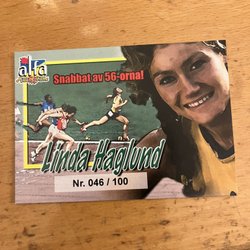 alfa
Snabbat av 56-orna!
Linda Haglund
Nr. 046 / 100